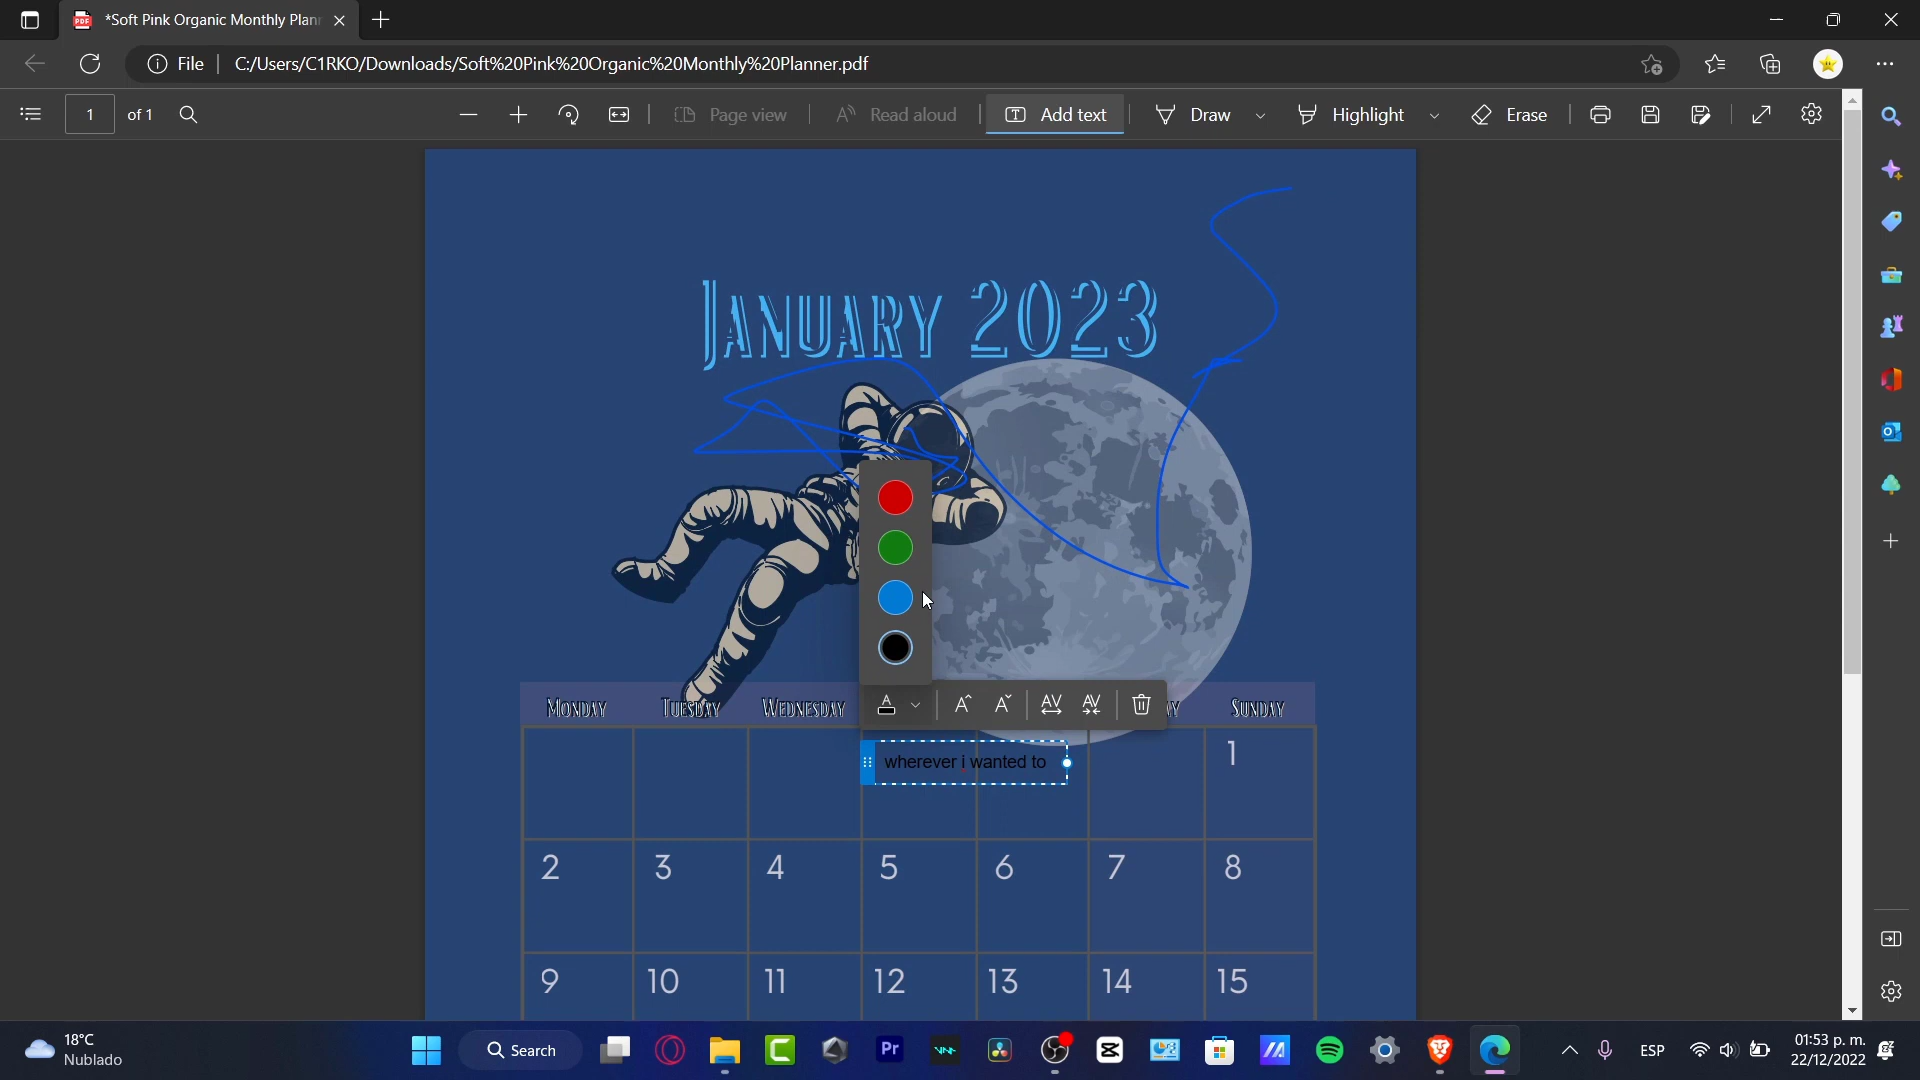 *Soft Pink Organic Monthly Plan
File
C:/Users/C1RKO/Downloads/Soft%20Pink%20Organic%20Monthly%20Planner.pdf
1 of 1
Page view
Read aloud
Add text
Draw
Highlight
Erase
January 2023
Monday Tuesday Wednesday Sunday
wherever i wanted to
1
2 3 4 5 6 7 8
9 10 11 12 13 14 15
18°C
Nublado
Search
Pr
ESP
01:53 p. m.
22/12/2022